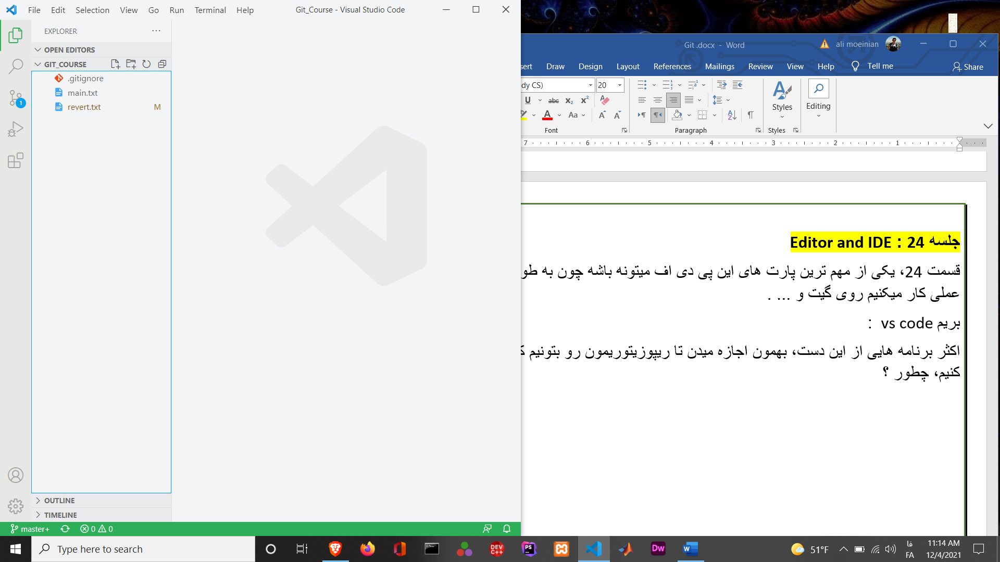 File Edit Selection View Go Run Terminal Help
Git_Course - Visual Studio Code
EXPLORER
OPEN EDITORS
GIT_COURSE
.gitignore
main.txt
revert.txt M
1
OUTLINE
TIMELINE
master+ 0 0
Git .docx - Word
ali moeinian
sert Draw Design Layout References Mailings Review View Help Tell me Share
dy CS) 20
Styles
Editing
Font
Paragraph
Styles
7 6 5 4 3 2 1
جلسه 24 : Editor and IDE
قسمت 24، یکی از مهم ترین پارت های این پی دی اف میتونه باشه چون به طو
عملی کار میکنیم روی گیت و ... .
بریم vs code :
اکثر برنامه هایی از این دست، بهمون اجازه میدن تا ریپوزیتوریمون رو بتونیم ک
کنیم، چطور ؟
Type here to search
DEV C++
PS
Dw
51°F
فا
FA
11:14 AM
12/4/2021